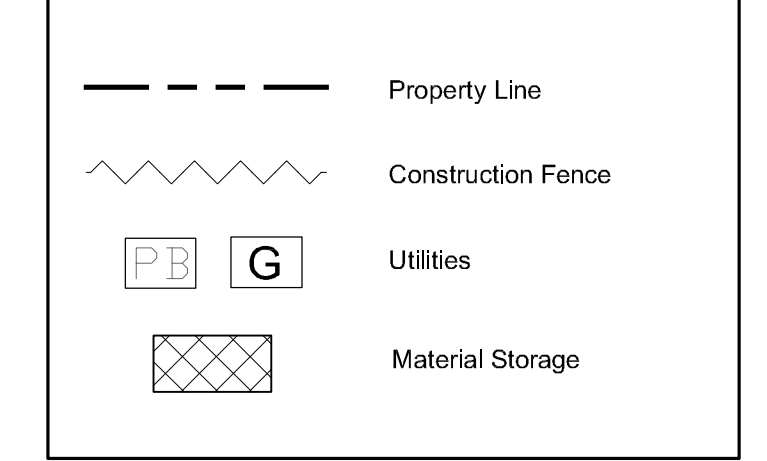 Property Line
Construction Fence
PB G Utilities
Material Storage